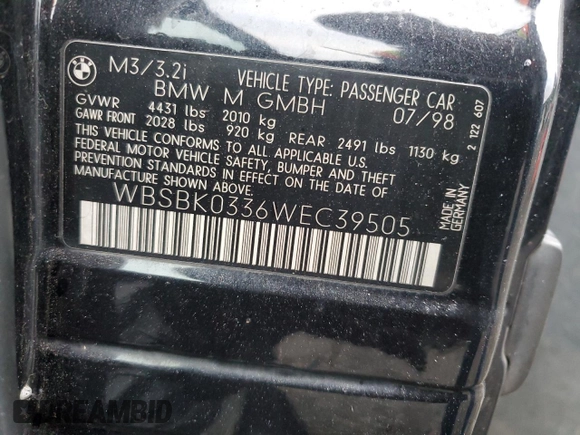 BMW
M3/3.2i VEHICLE TYPE: PASSENGER CAR
BMW M GMBH 07/98
GVWR 4431 lbs 2010 kg
GAWR FRONT 2028 lbs 920 kg REAR 2491 lbs 1130 kg
THIS VEHICLE CONFORMS TO ALL APPLICABLE U.S.
FEDERAL MOTOR VEHICLE SAFETY, BUMPER AND THEFT
PREVENTION STANDARDS IN EFFECT ON THE DATE OF
MANUFACTURE SHOWN ABOVE.
WBSBK0336WEC39505
2 122 607
MADE IN
GERMANY
DREAMBID